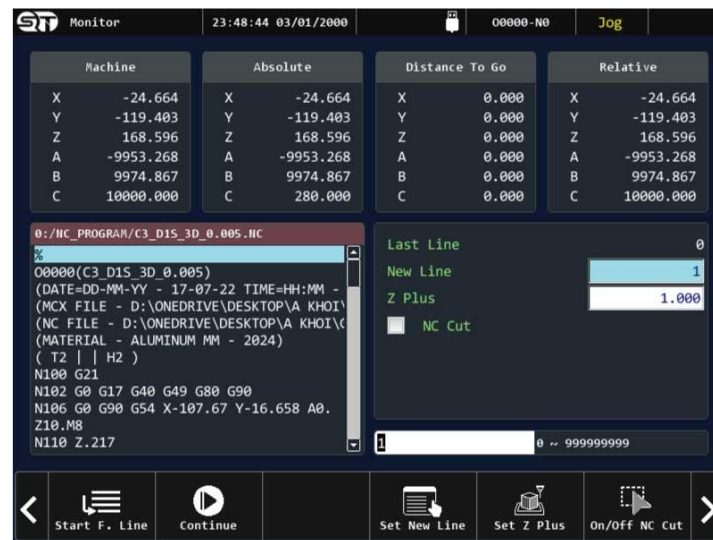 ST Monitor 23:48:44 03/01/2000 O0000-N0 Jog
Machine
X -24.664
Y -119.403
Z 168.596
A -9953.268
B 9974.867
C 10000.000
Absolute
X -24.664
Y -119.403
Z 168.596
A -9953.268
B 9974.867
C 280.000
Distance To Go
X 0.000
Y 0.000
Z 0.000
A 0.000
B 0.000
C 0.000
Relative
X -24.664
Y -119.403
Z 168.596
A -9953.268
B 9974.867
C 10000.000
0:/NC_PROGRAM/C3_D1S_3D_0.005.NC
%
O0000(C3_D1S_3D_0.005)
(DATE=DD-MM-YY - 17-07-22 TIME=HH:MM -
(MCX FILE - D:\ONEDRIVE\DESKTOP\A KHOI\
(NC FILE - D:\ONEDRIVE\DESKTOP\A KHOI\
(MATERIAL - ALUMINUM MM - 2024)
( T2 | | H2 )
N100 G21
N102 G0 G17 G40 G49 G80 G90
N106 G0 G90 G54 X-107.67 Y-16.658 A0.
Z10.M8
N110 Z.217
Last Line 0
New Line 1
Z Plus 1.000
NC Cut
1 0 ~ 999999999
Start F. Line
Continue
Set New Line
Set Z Plus
On/Off NC Cut